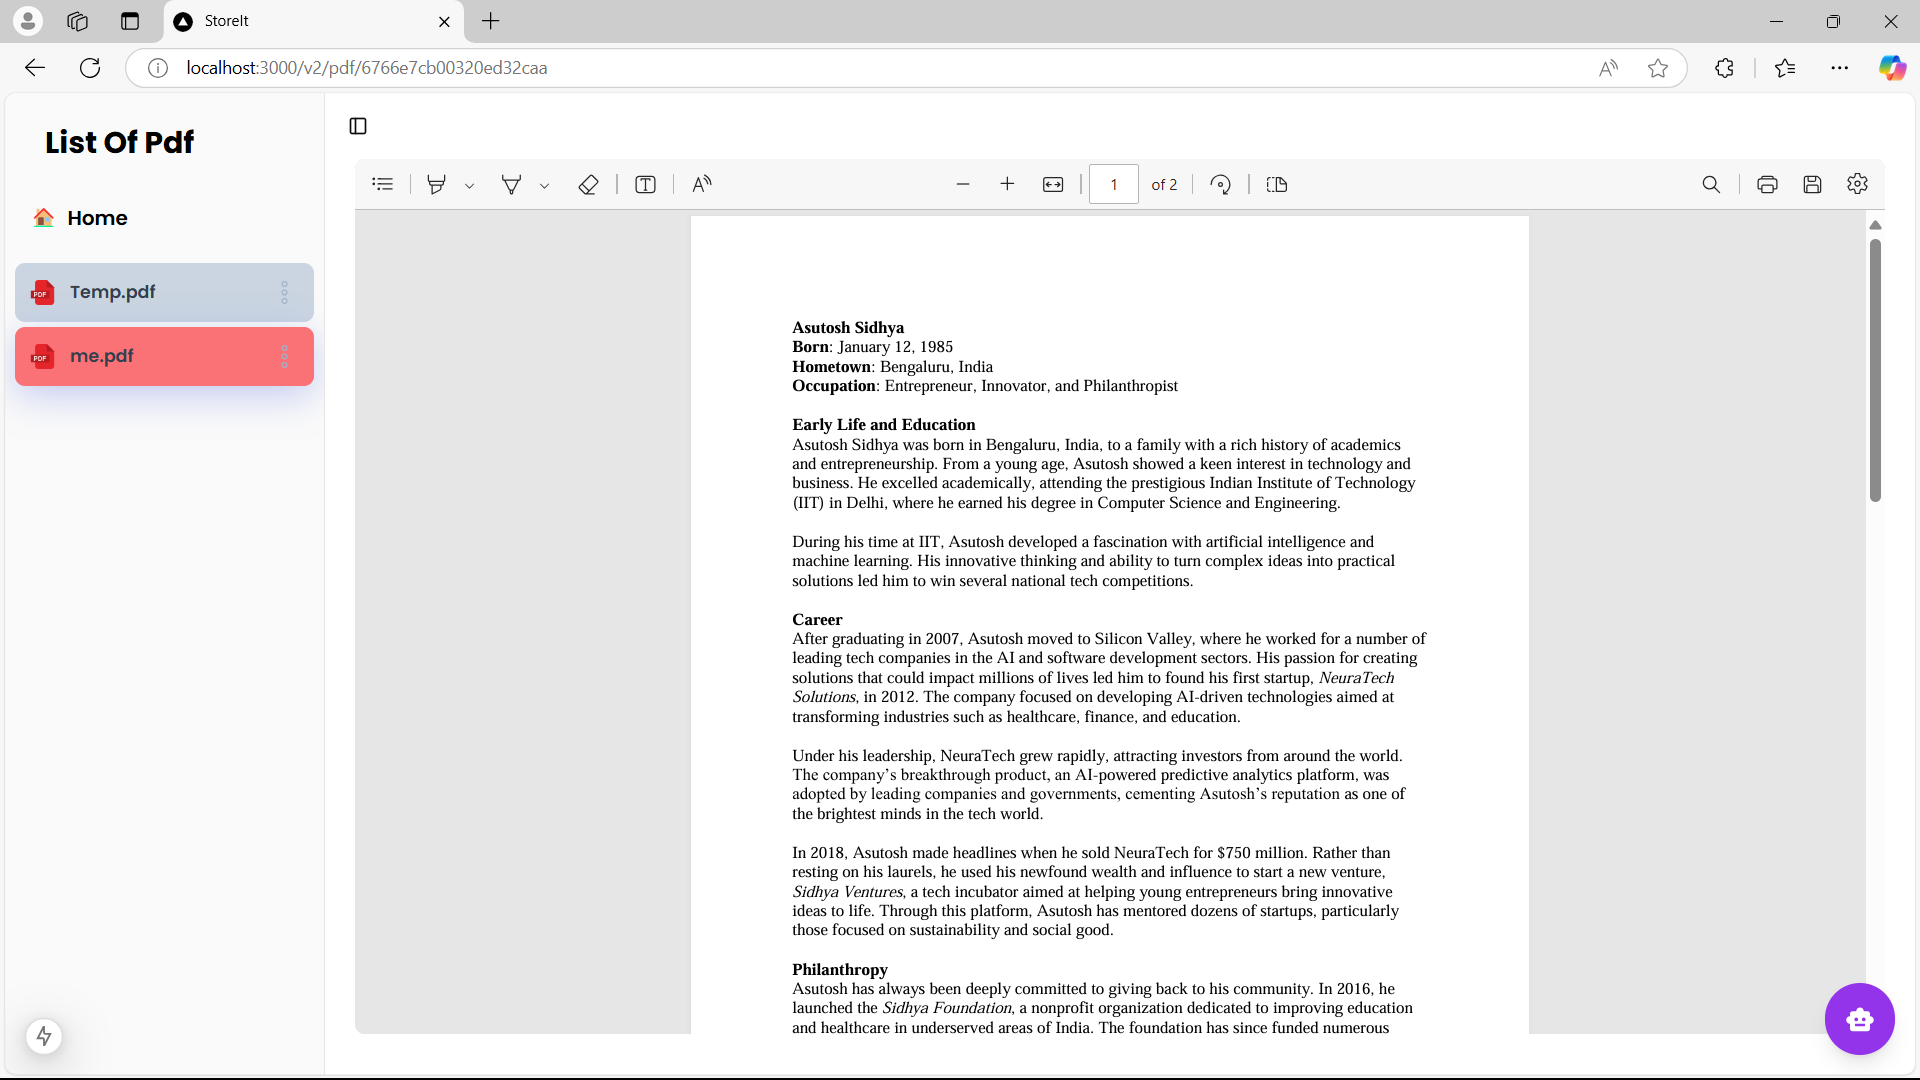 StoreIt
localhost:3000/v2/pdf/6766e7cb00320ed32caa
List Of Pdf
Home
PDF Temp.pdf
PDF me.pdf
1 of 2
Asutosh Sidhya
Born: January 12, 1985
Hometown: Bengaluru, India
Occupation: Entrepreneur, Innovator, and Philanthropist
Early Life and Education
Asutosh Sidhya was born in Bengaluru, India, to a family with a rich history of academics
and entrepreneurship. From a young age, Asutosh showed a keen interest in technology and
business. He excelled academically, attending the prestigious Indian Institute of Technology
(IIT) in Delhi, where he earned his degree in Computer Science and Engineering.
During his time at IIT, Asutosh developed a fascination with artificial intelligence and
machine learning. His innovative thinking and ability to turn complex ideas into practical
solutions led him to win several national tech competitions.
Career
After graduating in 2007, Asutosh moved to Silicon Valley, where he worked for a number of
leading tech companies in the AI and software development sectors. His passion for creating
solutions that could impact millions of lives led him to found his first startup, NeuraTech
Solutions, in 2012. The company focused on developing AI-driven technologies aimed at
transforming industries such as healthcare, finance, and education.
Under his leadership, NeuraTech grew rapidly, attracting investors from around the world.
The company’s breakthrough product, an AI-powered predictive analytics platform, was
adopted by leading companies and governments, cementing Asutosh’s reputation as one of
the brightest minds in the tech world.
In 2018, Asutosh made headlines when he sold NeuraTech for $750 million. Rather than
resting on his laurels, he used his newfound wealth and influence to start a new venture,
Sidhya Ventures, a tech incubator aimed at helping young entrepreneurs bring innovative
ideas to life. Through this platform, Asutosh has mentored dozens of startups, particularly
those focused on sustainability and social good.
Philanthropy
Asutosh has always been deeply committed to giving back to his community. In 2016, he
launched the Sidhya Foundation, a nonprofit organization dedicated to improving education
and healthcare in underserved areas of India. The foundation has since funded numerous